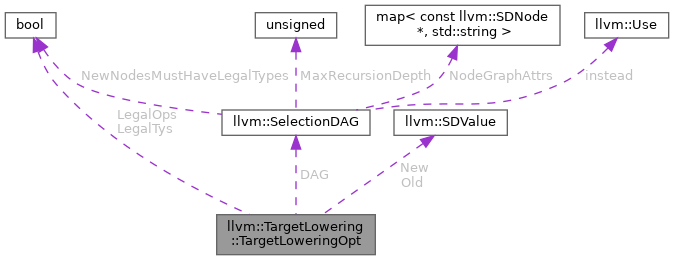 bool
unsigned
map< const llvm::SDNode
*, std::string >
llvm::Use
NewNodesMustHaveLegalTypes
MaxRecursionDepth
NodeGraphAttrs
instead
LegalOps
LegalTys
llvm::SelectionDAG
llvm::SDValue
DAG
New
Old
llvm::TargetLowering
::TargetLoweringOpt